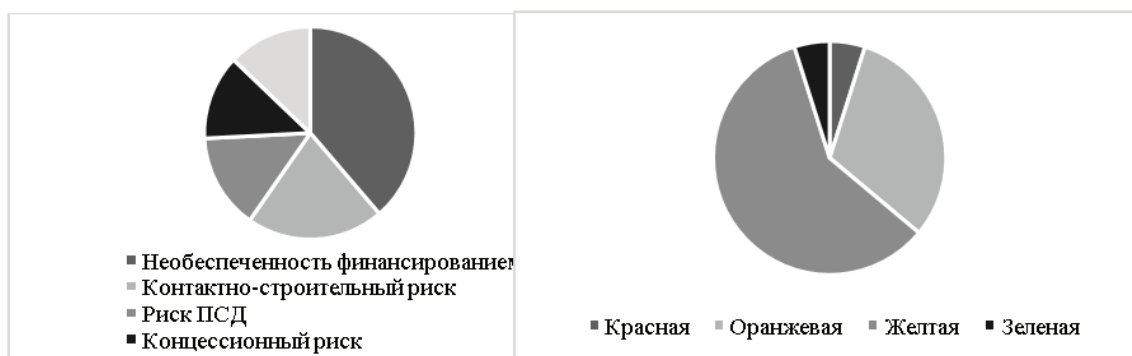 Необеспеченность финансированием
Контактно-строительный риск
Риск ПСД
Концессионный риск
Красная Оранжевая Желтая Зеленая